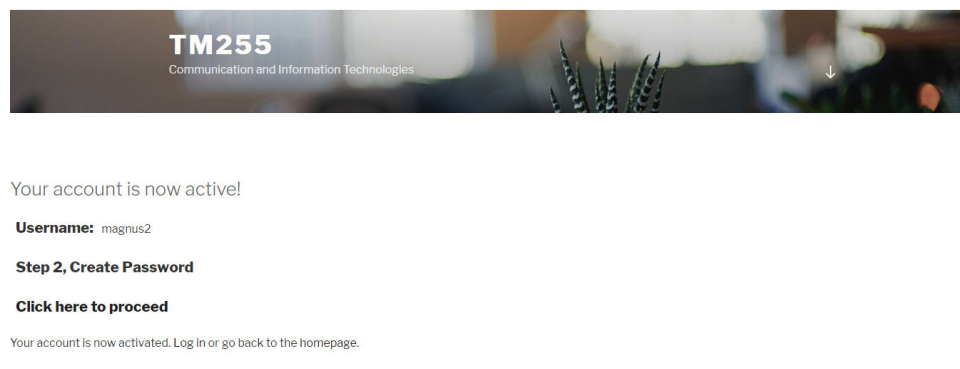 TM255
Communication and Information Technologies
Your account is now active!
Username: magnus2
Step 2, Create Password
Click here to proceed
Your account is now activated. Log in or go back to the homepage.